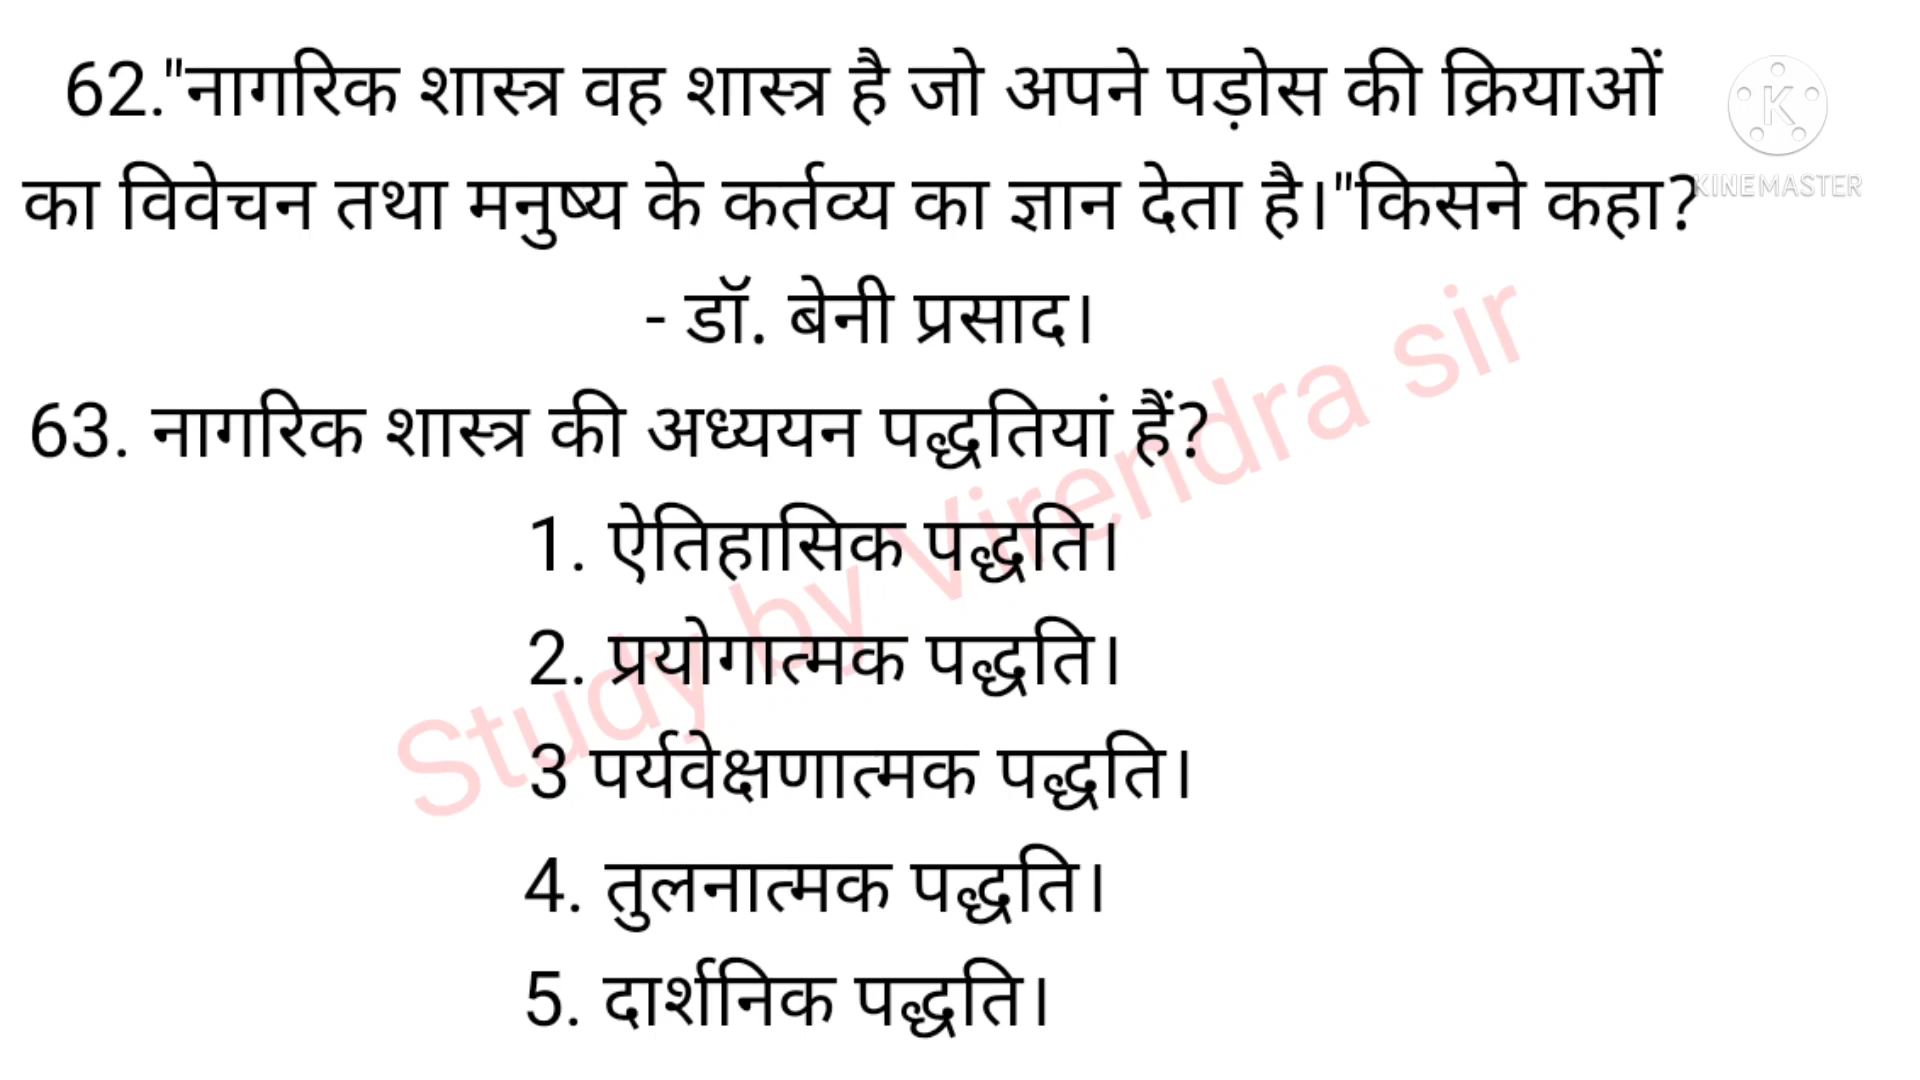 62."नागरिक शास्त्र वह शास्त्र है जो अपने पड़ोस की क्रियाओं
का विवेचन तथा मनुष्य के कर्तव्य का ज्ञान देता है।"किसने कहा?
- डॉ. बेनी प्रसाद।
63. नागरिक शास्त्र की अध्ययन पद्धतियां हैं?
1. ऐतिहासिक पद्धति।
2. प्रयोगात्मक पद्धति।
3 पर्यवेक्षणात्मक पद्धति।
4. तुलनात्मक पद्धति।
5. दार्शनिक पद्धति।
Study by Virendra sir
K
KINEMASTER